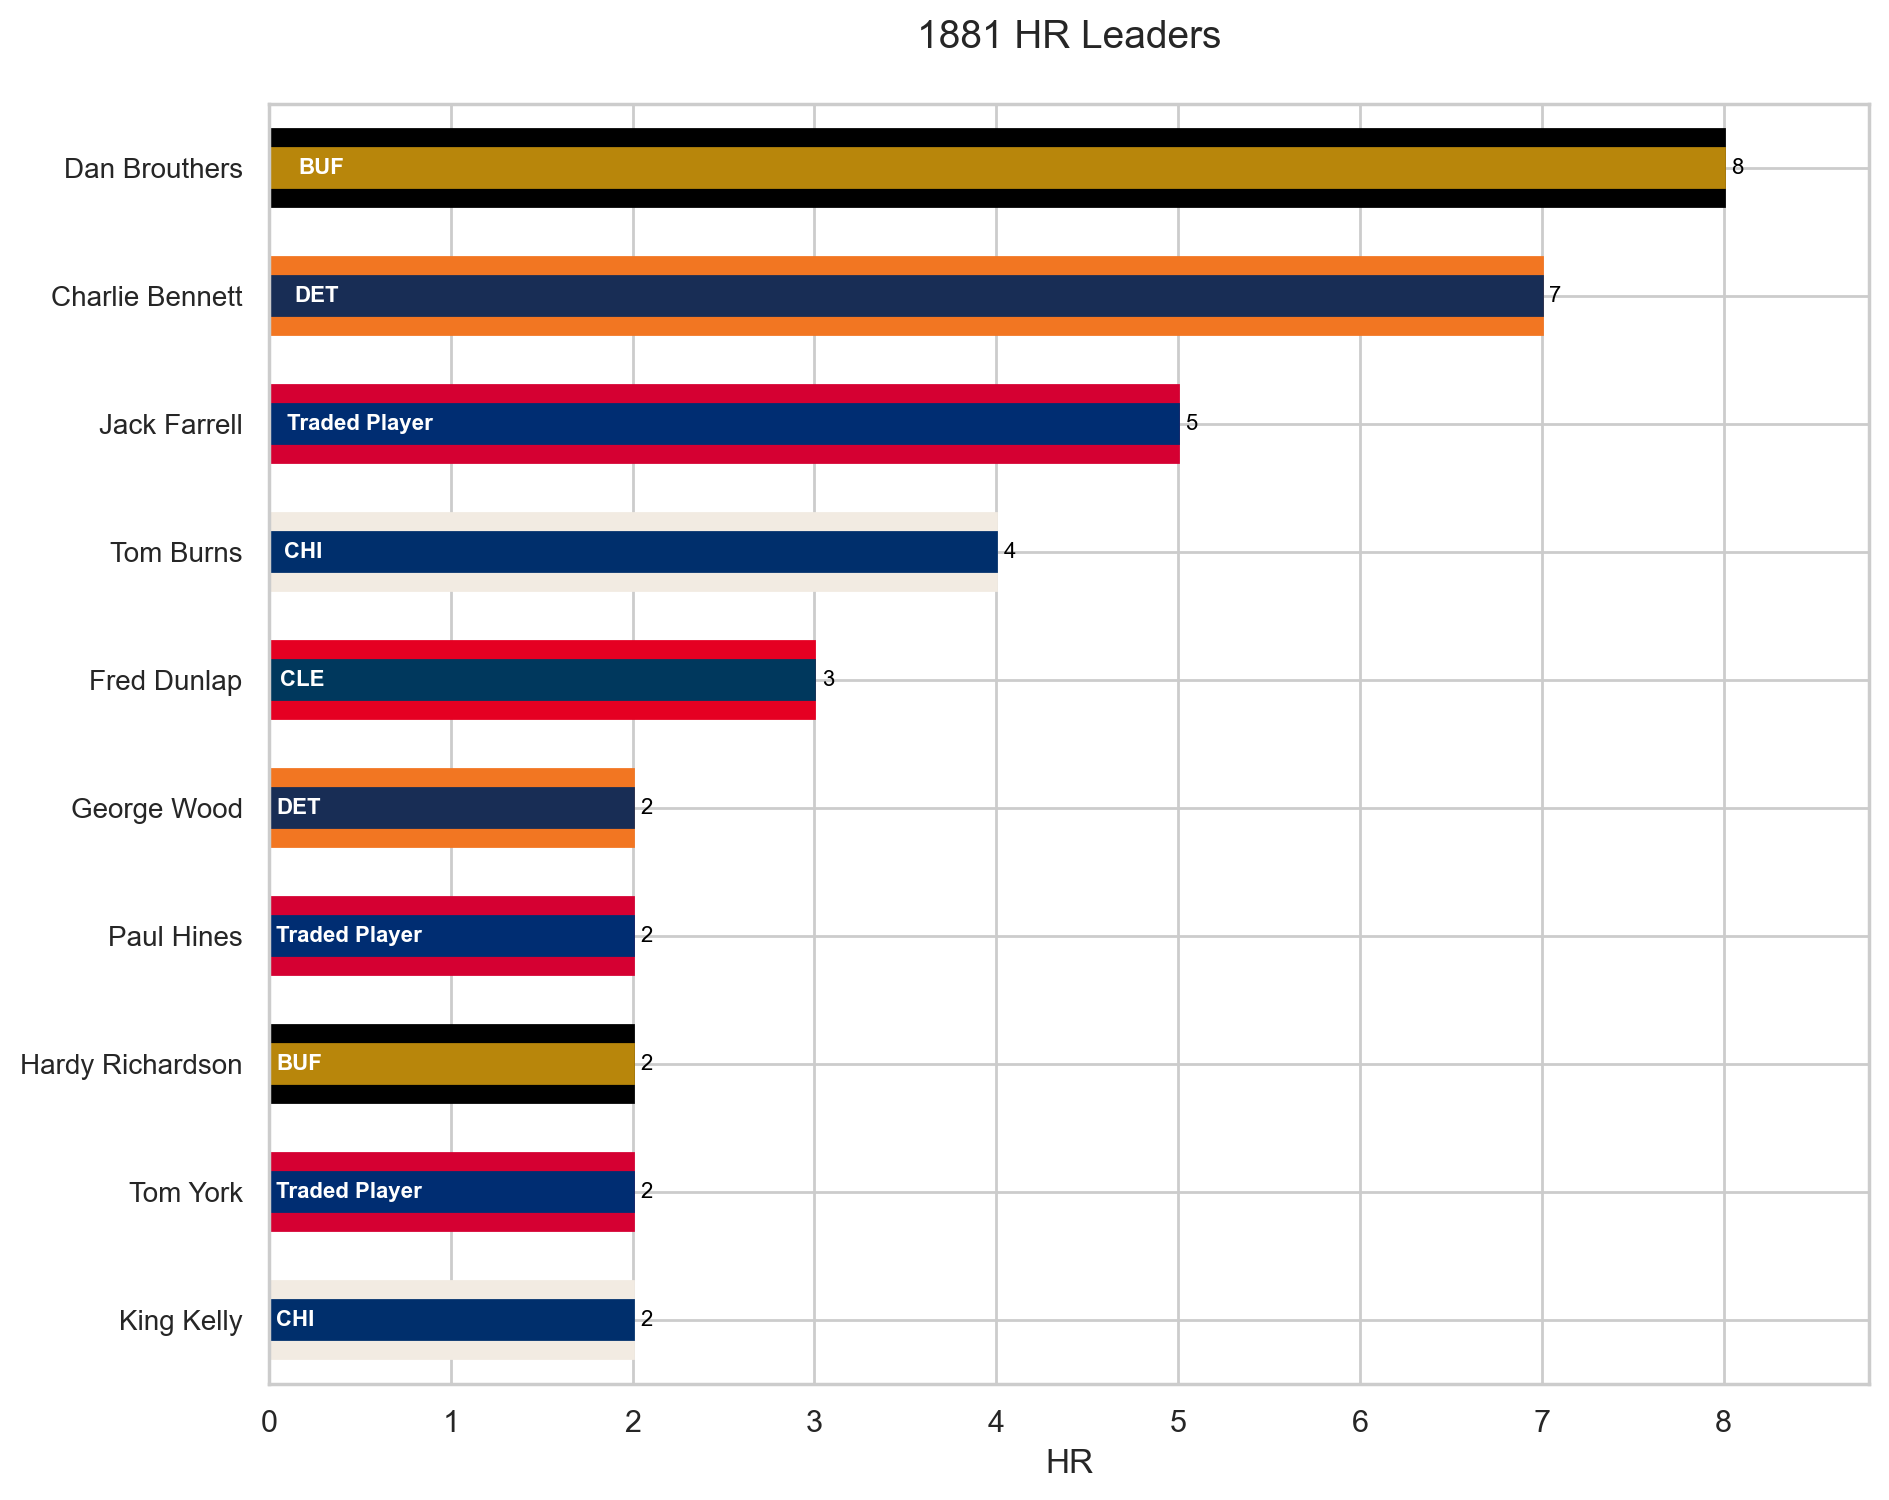 1881 HR Leaders
Dan Brouthers BUF 8
Charlie Bennett DET 7
Jack Farrell Traded Player 5
Tom Burns CHI 4
Fred Dunlap CLE 3
George Wood DET 2
Paul Hines Traded Player 2
Hardy Richardson BUF 2
Tom York Traded Player 2
King Kelly CHI 2
0 1 2 3 4 5 6 7 8
HR